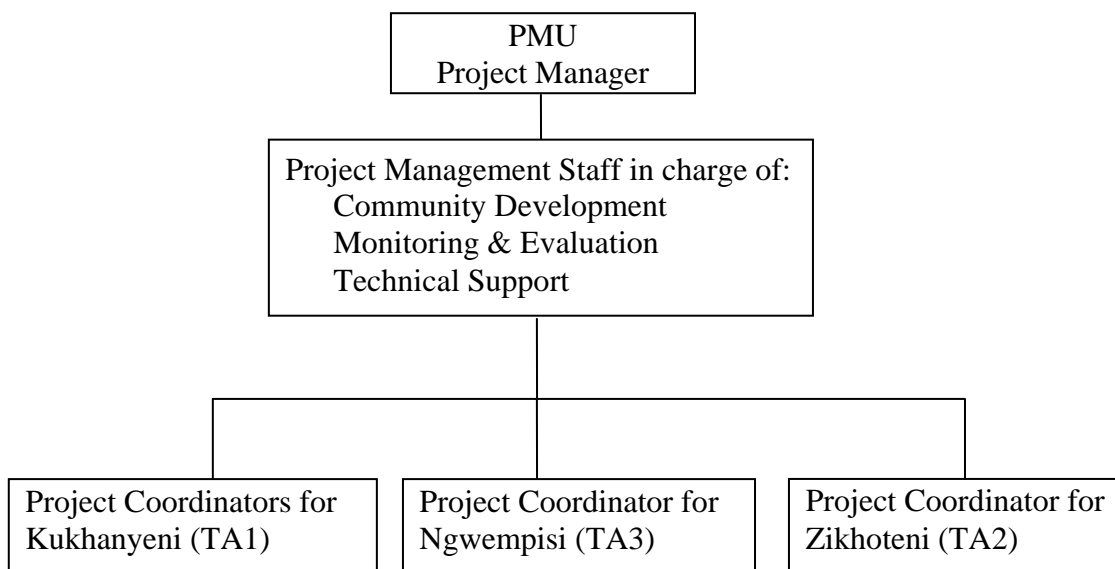 PMU
Project Manager
Project Management Staff in charge of:
Community Development
Monitoring & Evaluation
Technical Support
Project Coordinators for
Kukhanyeni (TA1)
Project Coordinator for
Ngwempisi (TA3)
Project Coordinator for
Zikhoteni (TA2)